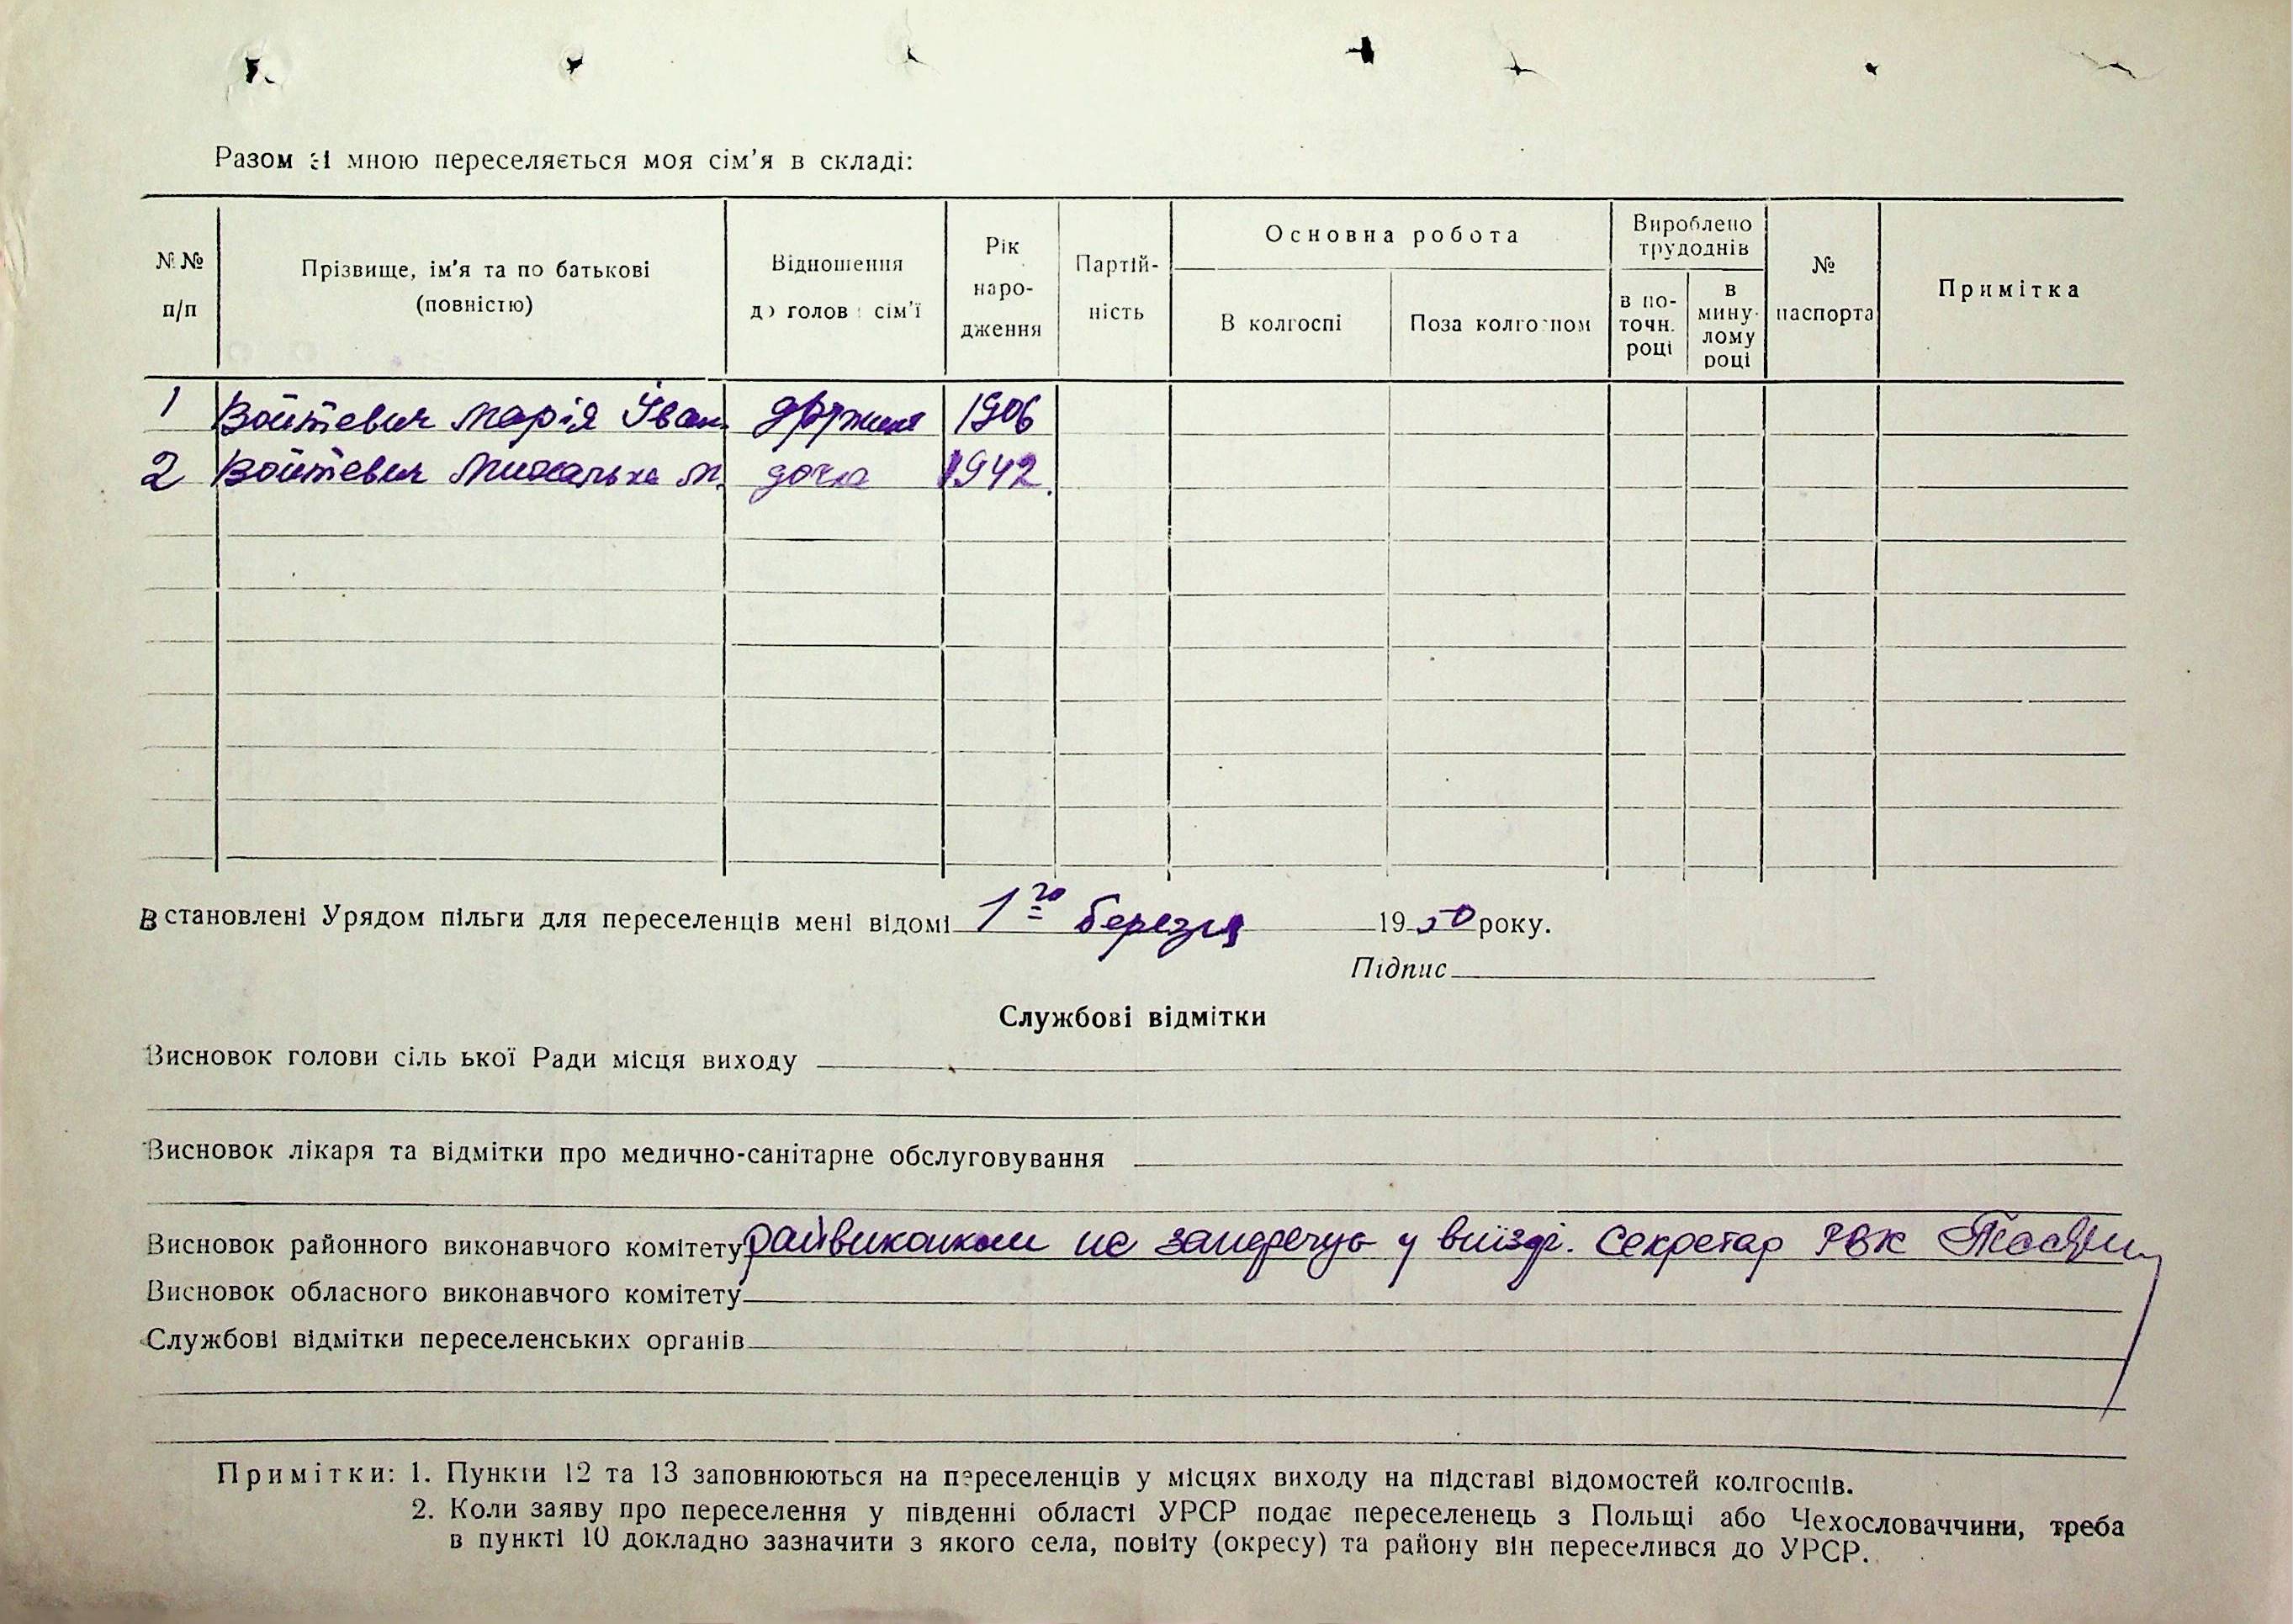 Разом зі мною переселяється моя сім'я в складі:
№№ п/п
Прізвище, ім'я та по батькові (повністю)
Відношення до голови сім'ї
Рік народження
Партійність
Основна робота
В колгоспі
Поза колгоспом
Вироблено трудоднів
в поточн. році
в минулому році
№ паспорта
Примітка
1 Войтевич Марія Іван. дружина 1906
2 Войтевич Михалька М. дочка 1942.
Встановлені Урядом пільги для переселенців мені відомі 1го березня 1950 року.
Підпис
Службові відмітки
Висновок голови сільської Ради місця виходу
Висновок лікаря та відмітки про медично-санітарне обслуговування
Висновок районного виконавчого комітету райвиконком не заперечує у виїзді. Секретар РВК
Висновок обласного виконавчого комітету
Службові відмітки переселенських органів
Примітки: 1. Пункти 12 та 13 заповнюються на переселенців у місцях виходу на підставі відомостей колгоспів.
2. Коли заяву про переселення у південні області УРСР подає переселенець з Польщі або Чехословаччини, треба
в пункті 10 докладно зазначити з якого села, повіту (окресу) та району він переселився до УРСР.